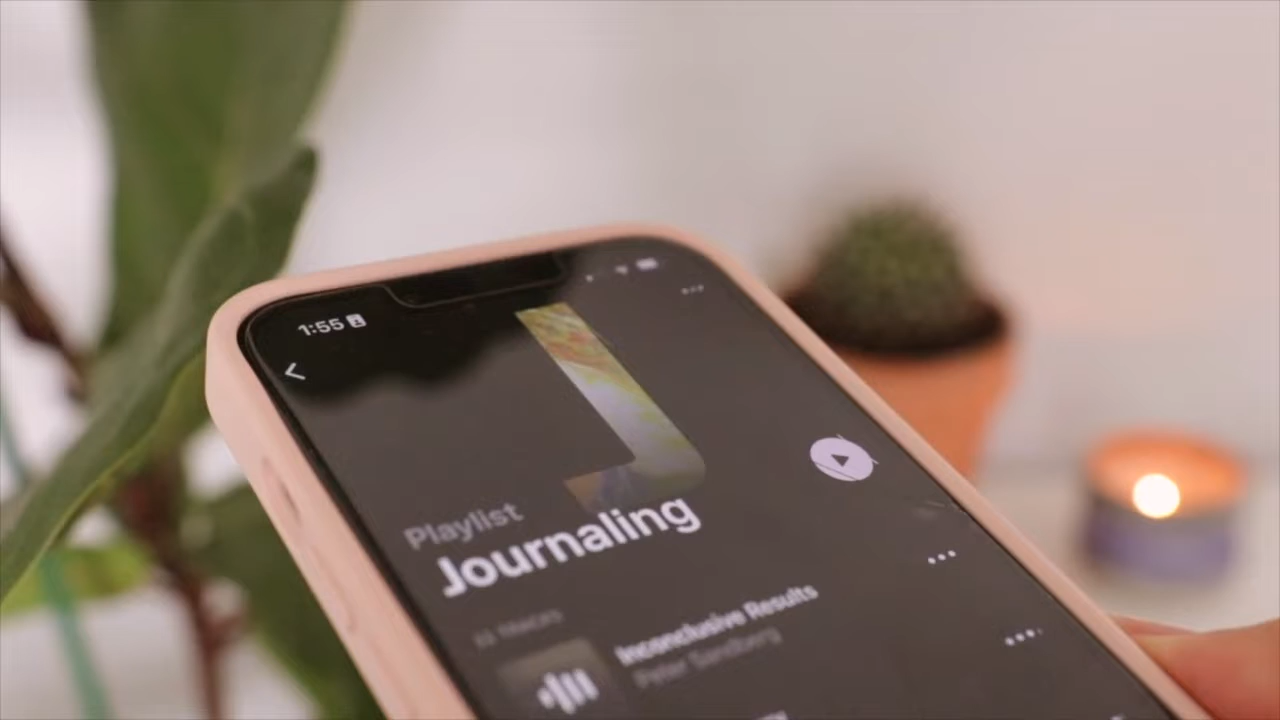 1:55
Playlist
Journaling
Inconclusive Results
Peter Sandberg